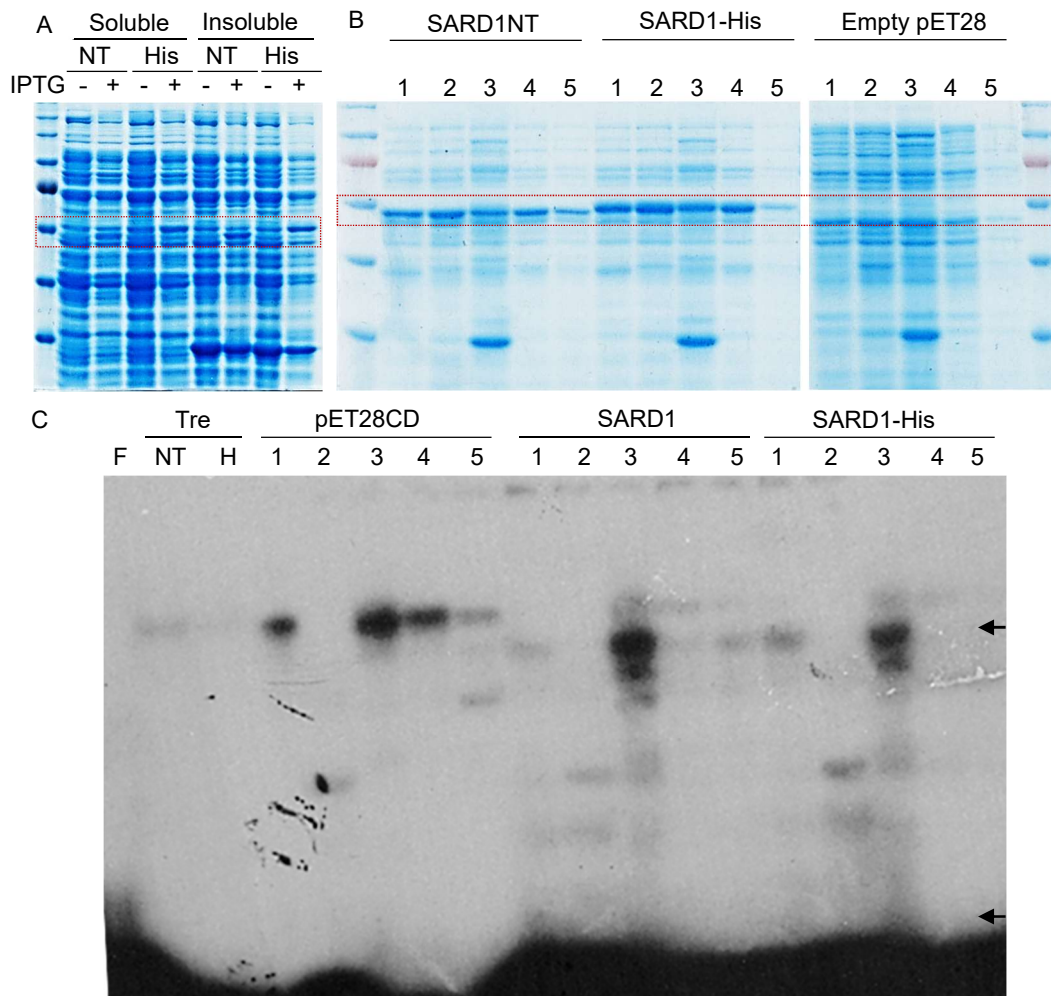 A
Soluble Insoluble
NT His NT His
IPTG - + - + - + - +
B
SARD1NT SARD1-His Empty pET28
1 2 3 4 5 1 2 3 4 5 1 2 3 4 5
C
Tre pET28CD SARD1 SARD1-His
F NT H 1 2 3 4 5 1 2 3 4 5 1 2 3 4 5